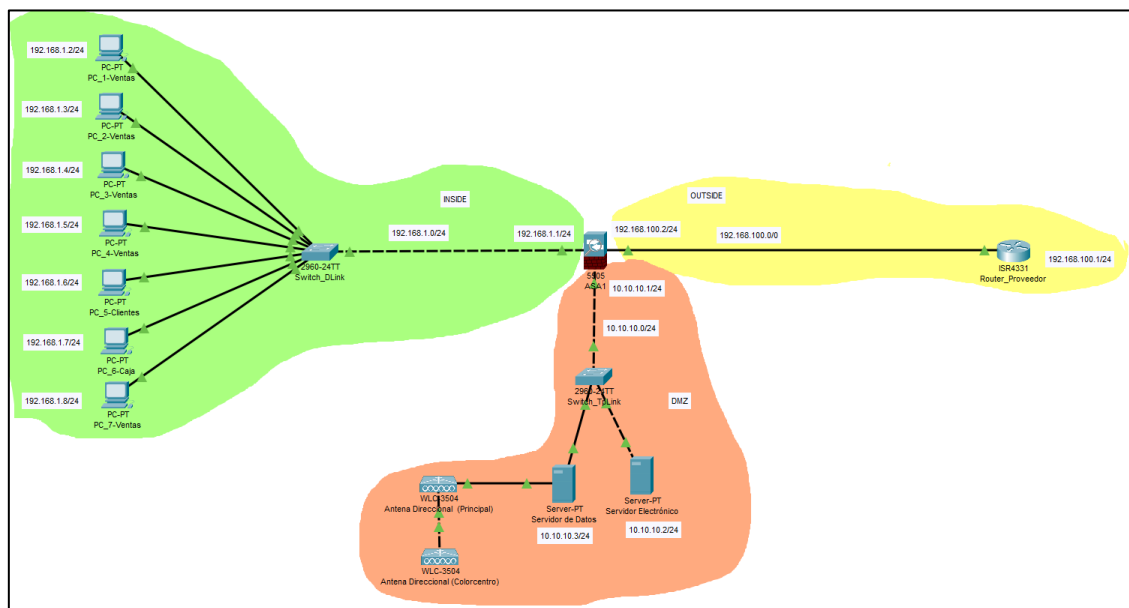 192.168.1.2/24
PC-PT
PC_1-Ventas
192.168.1.3/24
PC-PT
PC_2-Ventas
192.168.1.4/24
PC-PT
PC_3-Ventas
192.168.1.5/24
PC-PT
PC_4-Ventas
192.168.1.6/24
PC-PT
PC_5-Clientes
192.168.1.7/24
PC-PT
PC_6-Caja
192.168.1.8/24
PC-PT
PC_7-Ventas
2960-24TT
Switch_DLink
INSIDE
192.168.1.0/24
192.168.1.1/24
5505
ASA1
OUTSIDE
192.168.100.2/24
192.168.100.0/0
ISR4331
Router_Proveedor
192.168.100.1/24
10.10.10.1/24
10.10.10.0/24
2960-24TT
Switch_TpLink
DMZ
WLC-3504
Antena Direccional (Principal)
Server-PT
Servidor de Datos
10.10.10.3/24
Server-PT
Servidor Electrónico
10.10.10.2/24
WLC-3504
Antena Direccional (Colorcentro)